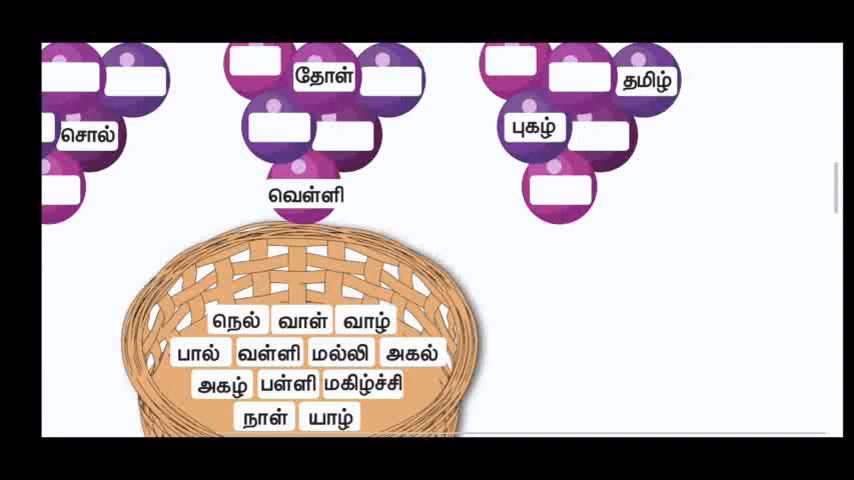 தோள் தமிழ்
சொல் புகழ்
வெள்ளி
நெல் வாள் வாழ்
பால் வள்ளி மல்லி அகல்
அகழ் பள்ளி மகிழ்ச்சி
நாள் யாழ்